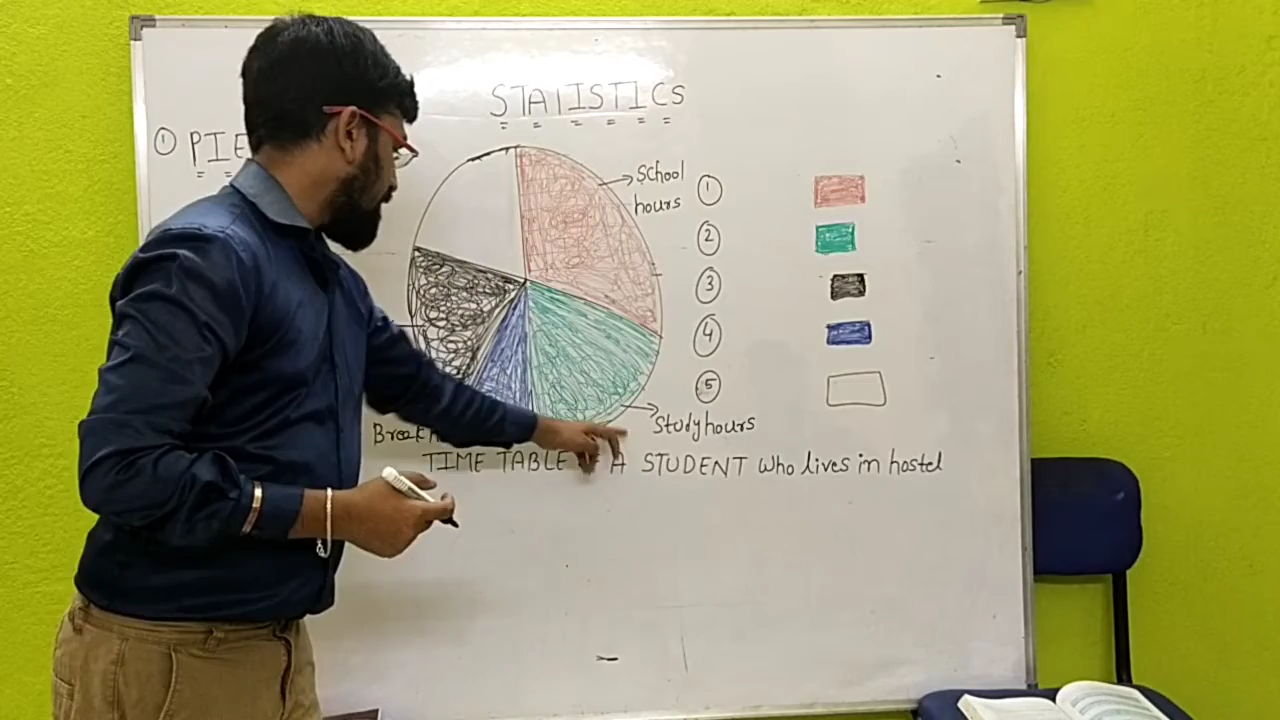 STATISTICS
① PIE
School
hours
①
②
③
④
⑤
Study hours
TIME TABLE A STUDENT who lives in hostel